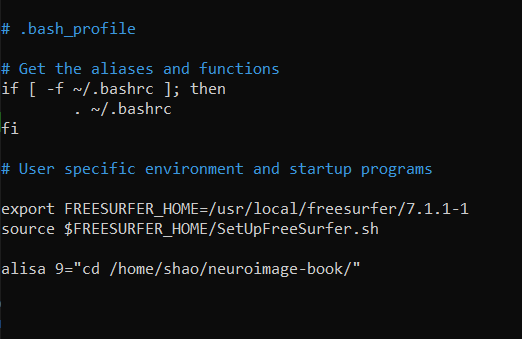 # .bash_profile
# Get the aliases and functions
if [ -f ~/.bashrc ]; then
        . ~/.bashrc
fi
# User specific environment and startup programs
export FREESURFER_HOME=/usr/local/freesurfer/7.1.1-1
source $FREESURFER_HOME/SetUpFreeSurfer.sh
alisa 9="cd /home/shao/neuroimage-book/"